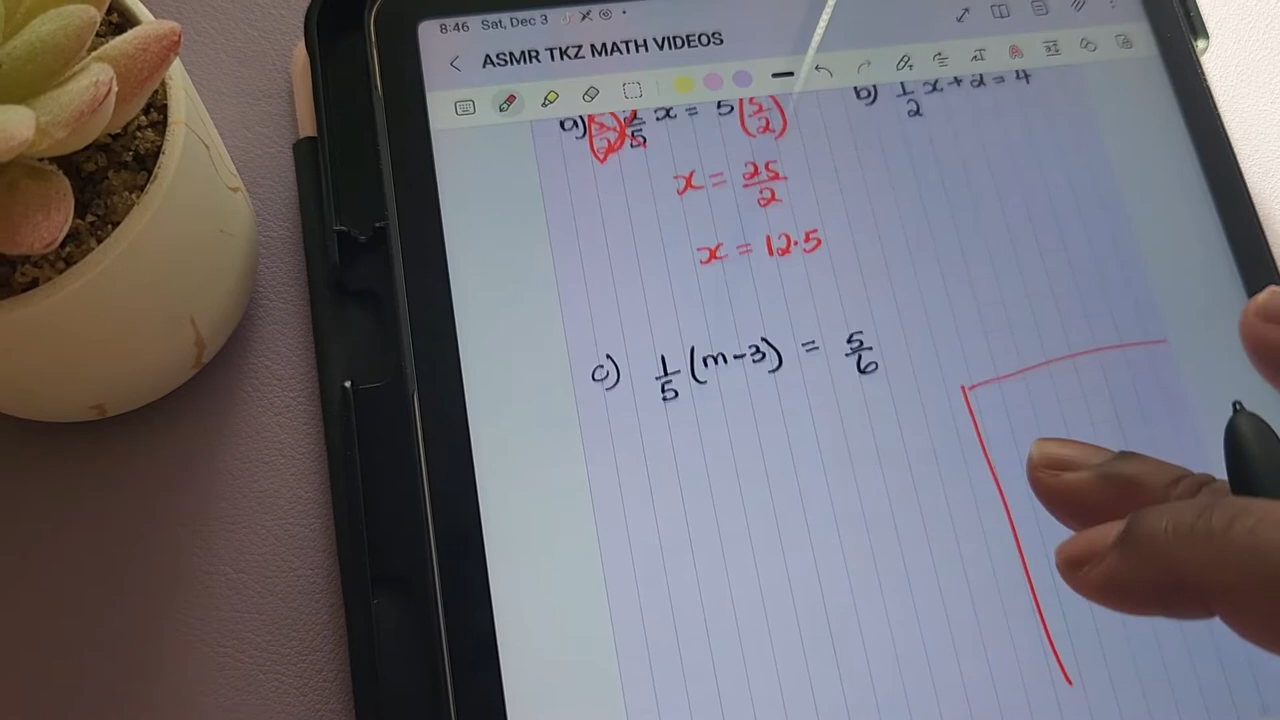 8:46 Sat, Dec 3
ASMR TKZ MATH VIDEOS
a) (5/2) 2/5 x = 5 (5/2)
b) 1/2 x + 2 = 4
x = 25/2
x = 12.5
c) 1/5 (m-3) = 5/6